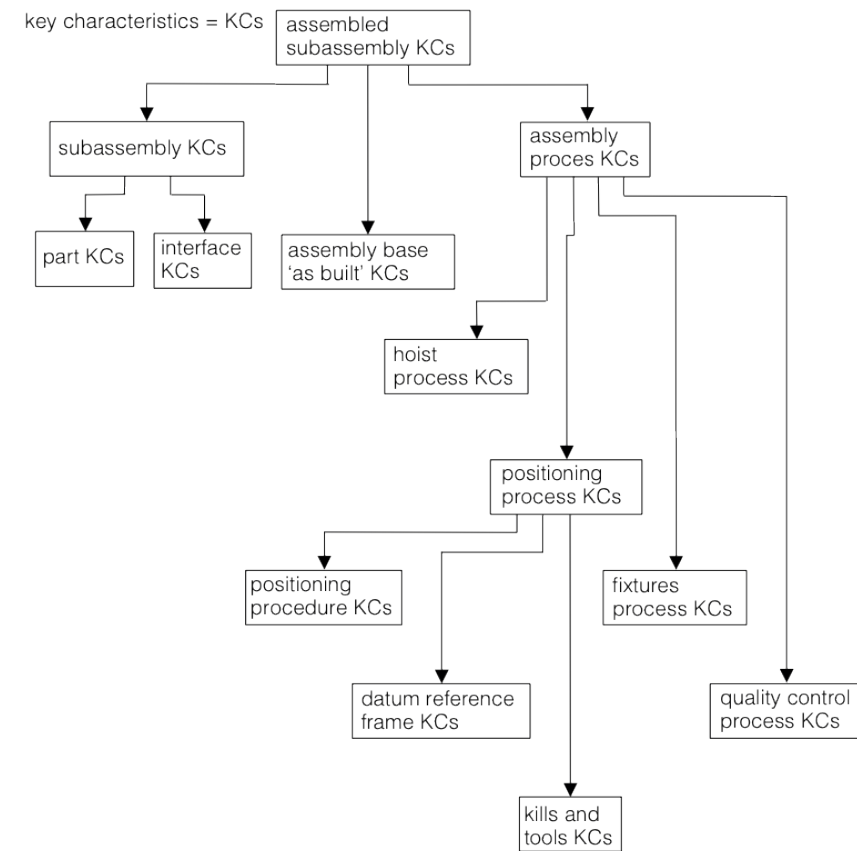 key characteristics = KCs
assembled
subassembly KCs
subassembly KCs
assembly
proces KCs
part KCs
interface
KCs
assembly base
‘as built’ KCs
hoist
process KCs
positioning
process KCs
positioning
procedure KCs
fixtures
process KCs
datum reference
frame KCs
quality control
process KCs
kills and
tools KCs